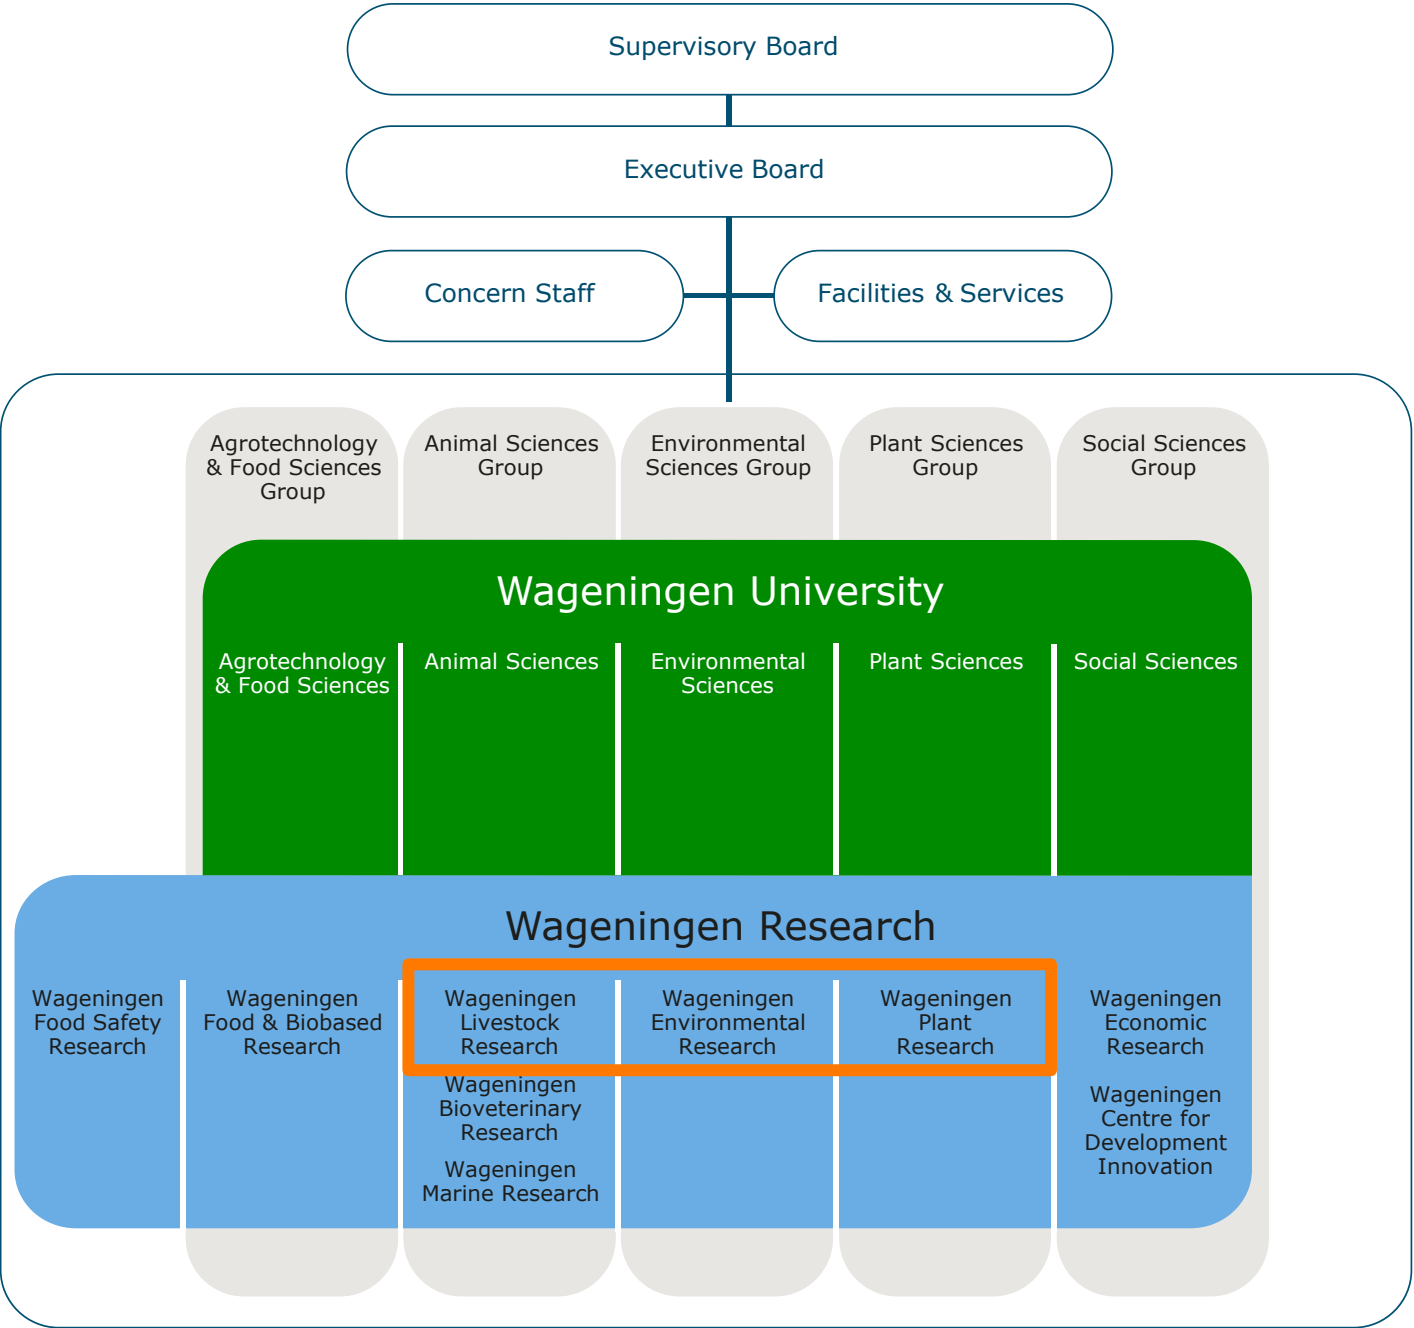 Supervisory Board
Executive Board
Concern Staff
Facilities & Services
Agrotechnology
& Food Sciences
Group
Animal Sciences
Group
Environmental
Sciences Group
Plant Sciences
Group
Social Sciences
Group
Wageningen University
Agrotechnology
& Food Sciences
Animal Sciences
Environmental
Sciences
Plant Sciences
Social Sciences
Wageningen Research
Wageningen
Food Safety
Research
Wageningen
Food & Biobased
Research
Wageningen
Livestock
Research
Wageningen
Bioveterinary
Research
Wageningen
Marine Research
Wageningen
Environmental
Research
Wageningen
Plant
Research
Wageningen
Economic
Research
Wageningen
Centre for
Development
Innovation